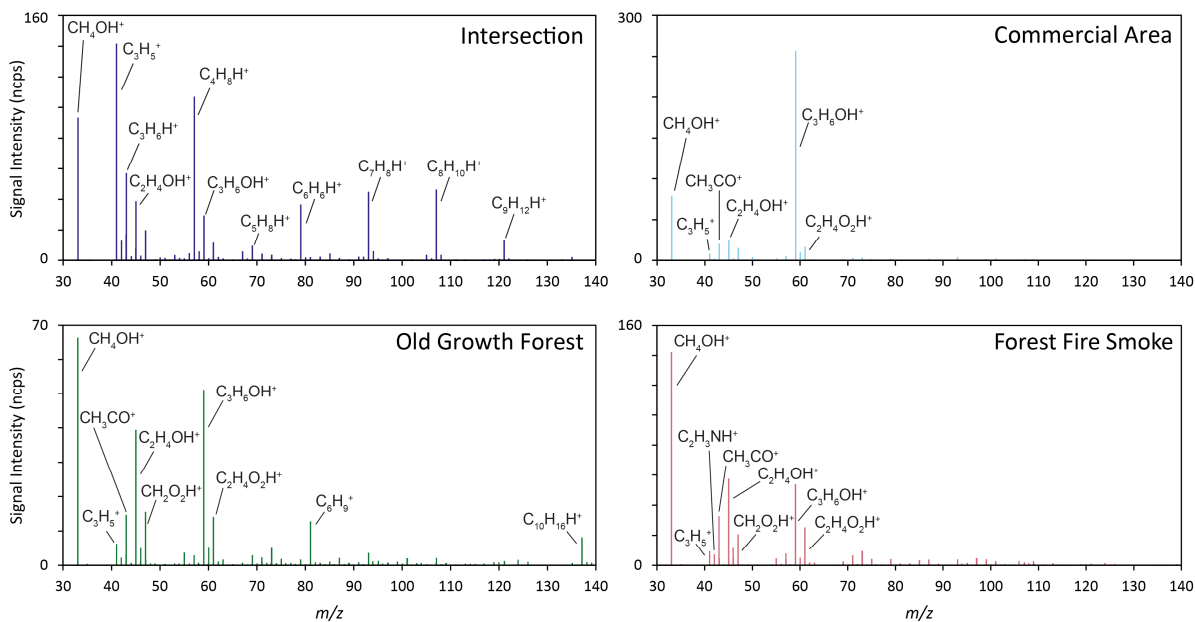 160
Intersection
Signal Intensity (ncps)
CH₄OH⁺
C₃H₅⁺
C₄H₈H⁺
C₃H₆H⁺
C₂H₄OH⁺
C₃H₆OH⁺
C₅H₈H⁺
C₆H₆H⁺
C₇H₈H⁺
C₈H₁₀H⁺
C₉H₁₂H⁺
0
30 40 50 60 70 80 90 100 110 120 130 140
300
Commercial Area
CH₄OH⁺
CH₃CO⁺
C₃H₅⁺
C₂H₄OH⁺
C₃H₆OH⁺
C₂H₄O₂H⁺
0
30 40 50 60 70 80 90 100 110 120 130 140
70
Old Growth Forest
Signal Intensity (ncps)
CH₄OH⁺
CH₃CO⁺
C₃H₅⁺
C₂H₄OH⁺
CH₂O₂H⁺
C₃H₆OH⁺
C₂H₄O₂H⁺
C₆H₉⁺
C₁₀H₁₆H⁺
0
30 40 50 60 70 80 90 100 110 120 130 140
m/z
160
Forest Fire Smoke
CH₄OH⁺
C₂H₃NH⁺
CH₃CO⁺
C₂H₄OH⁺
C₃H₆OH⁺
CH₂O₂H⁺
C₂H₄O₂H⁺
C₃H₅⁺
0
30 40 50 60 70 80 90 100 110 120 130 140
m/z